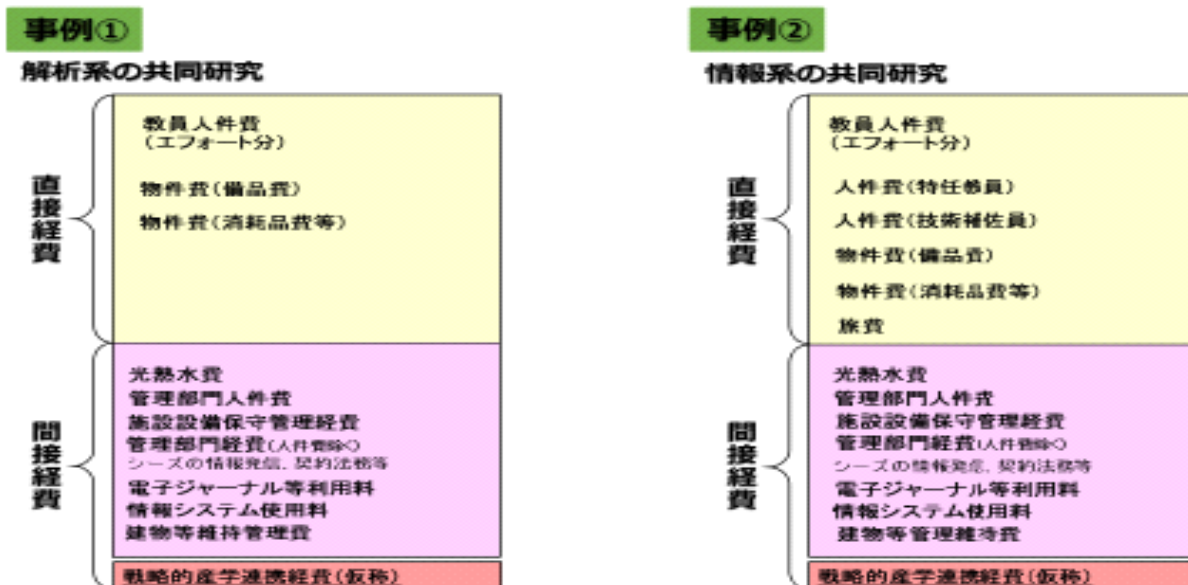 事例①
解析系の共同研究
直接経費
教員人件費
(エフォート分)
物件費(備品費)
物件費(消耗品費等)
間接経費
光熱水費
管理部門人件費
施設設備保守管理経費
管理部門経費(人件費除く)
シーズの情報発信、契約法務等
電子ジャーナル等利用料
情報システム使用料
建物等維持管理費
戦略的産学連携経費(仮称)
事例②
情報系の共同研究
直接経費
教員人件費
(エフォート分)
人件費(特任教員)
人件費(技術補佐員)
物件費(備品費)
物件費(消耗品費等)
旅費
間接経費
光熱水費
管理部門人件費
施設設備保守管理経費
管理部門経費(人件費除く)
シーズの情報発信、契約法務等
電子ジャーナル等利用料
情報システム使用料
建物等管理維持費
戦略的産学連携経費(仮称)